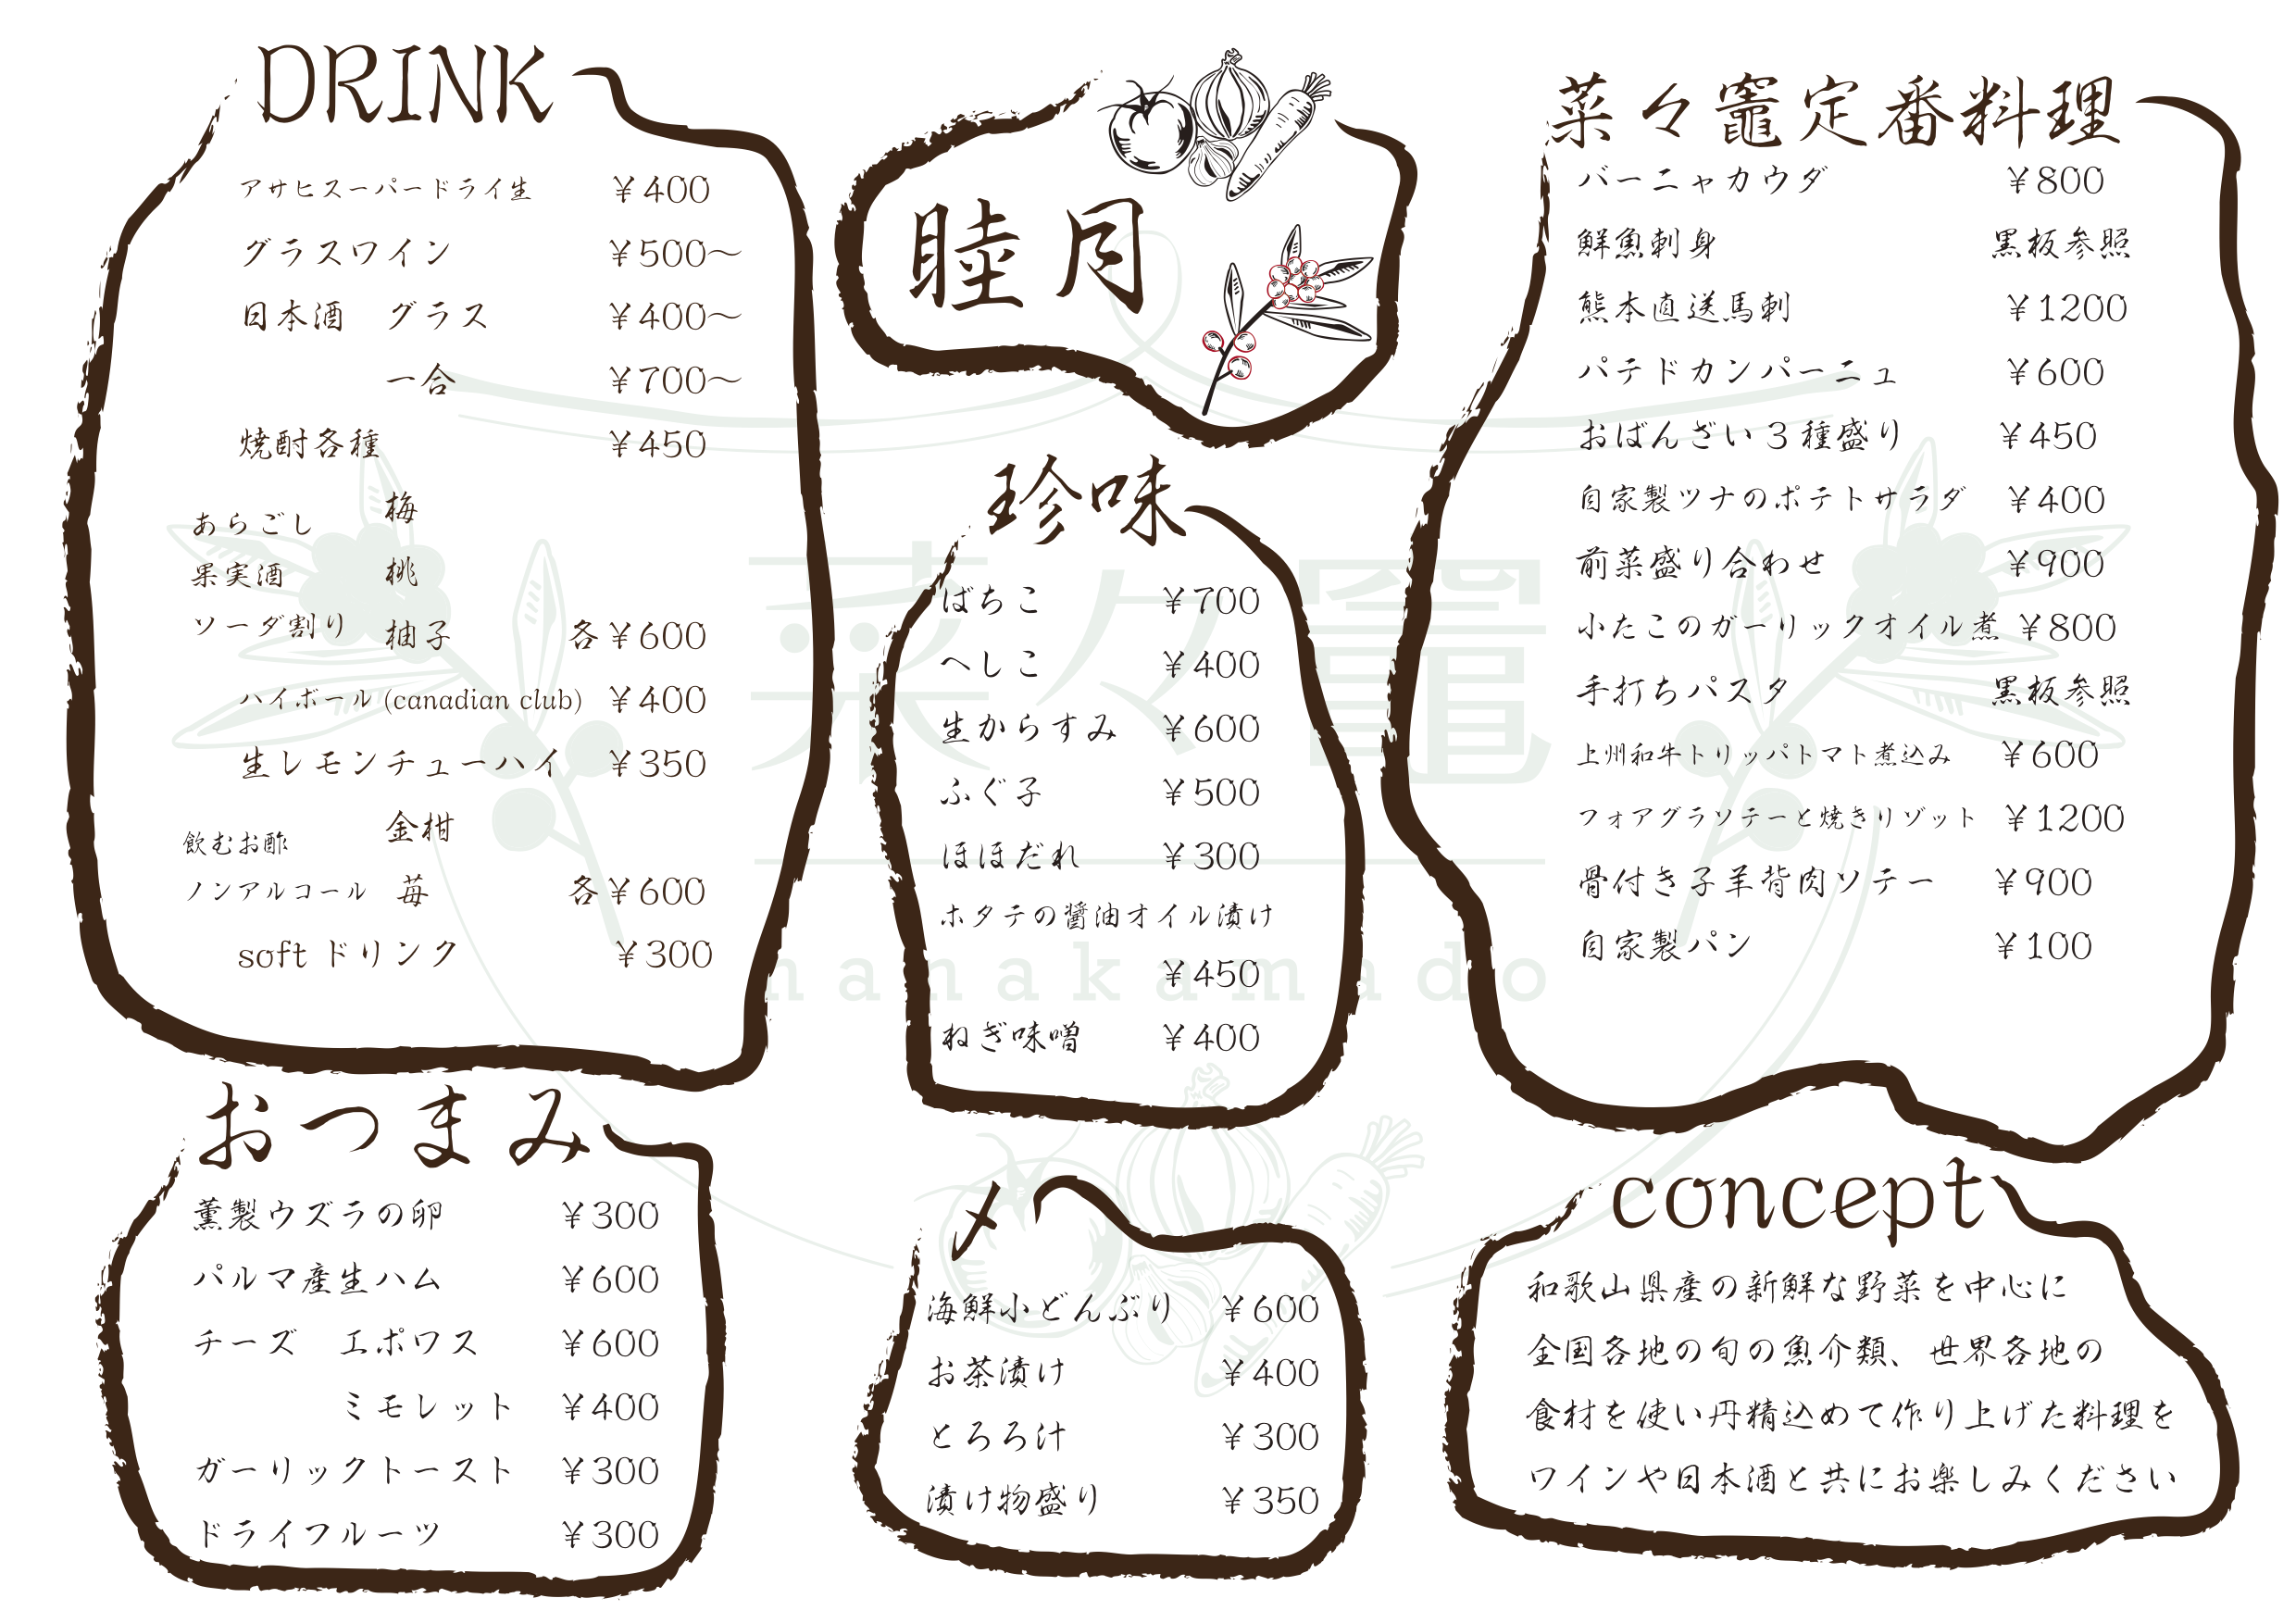 DRINK
アサヒスーパードライ生 ¥400
グラスワイン ¥500～
日本酒 グラス ¥400～
一合 ¥700～
焼酎各種 ¥450
あらごし 梅
果実酒 桃
ソーダ割り 柚子 各¥600
ハイボール (canadian club) ¥400
生レモンチューハイ ¥350
飲むお酢 金柑
ノンアルコール 苺 各¥600
soft ドリンク ¥300
おつまみ
薫製ウズラの卵 ¥300
パルマ産生ハム ¥600
チーズ エポワス ¥600
ミモレット ¥400
ガーリックトースト ¥300
ドライフルーツ ¥300
睦月
珍味
ばちこ ¥700
へしこ ¥400
生からすみ ¥600
ふぐ子 ¥500
ほほだれ ¥300
ホタテの醤油オイル漬け
¥450
ねぎ味噌 ¥400
〆
海鮮小どんぶり ¥600
お茶漬け ¥400
とろろ汁 ¥300
漬け物盛り ¥350
菜々竈定番料理
バーニャカウダ ¥800
鮮魚刺身 黒板参照
熊本直送馬刺 ¥1200
パテドカンパーニュ ¥600
おばんざい3種盛り ¥450
自家製ツナのポテトサラダ ¥400
前菜盛り合わせ ¥900
小たこのガーリックオイル煮 ¥800
手打ちパスタ 黒板参照
上州和牛トリッパトマト煮込み ¥600
フォアグラソテーと焼きリゾット ¥1200
骨付き子羊背肉ソテー ¥900
自家製パン ¥100
concept
和歌山県産の新鮮な野菜を中心に
全国各地の旬の魚介類、世界各地の
食材を使い丹精込めて作り上げた料理を
ワインや日本酒と共にお楽しみください
菜々竈
nanakamado